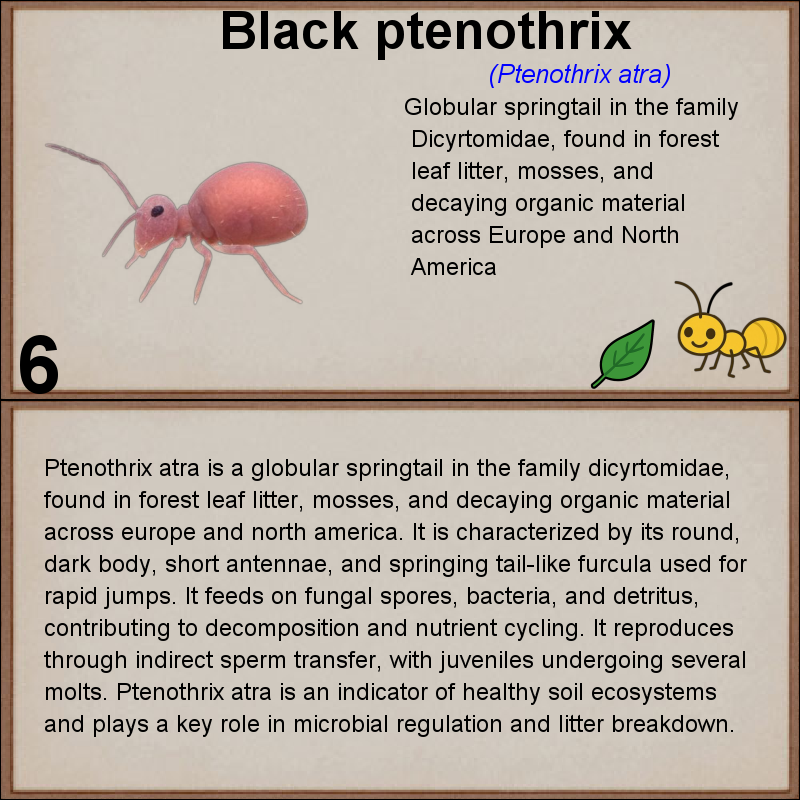 Black ptenothrix
(Ptenothrix atra)
Globular springtail in the family
Dicyrtomidae, found in forest
leaf litter, mosses, and
decaying organic material
across Europe and North
America
6
Ptenothrix atra is a globular springtail in the family dicyrtomidae,
found in forest leaf litter, mosses, and decaying organic material
across europe and north america. It is characterized by its round,
dark body, short antennae, and springing tail-like furcula used for
rapid jumps. It feeds on fungal spores, bacteria, and detritus,
contributing to decomposition and nutrient cycling. It reproduces
through indirect sperm transfer, with juveniles undergoing several
molts. Ptenothrix atra is an indicator of healthy soil ecosystems
and plays a key role in microbial regulation and litter breakdown.